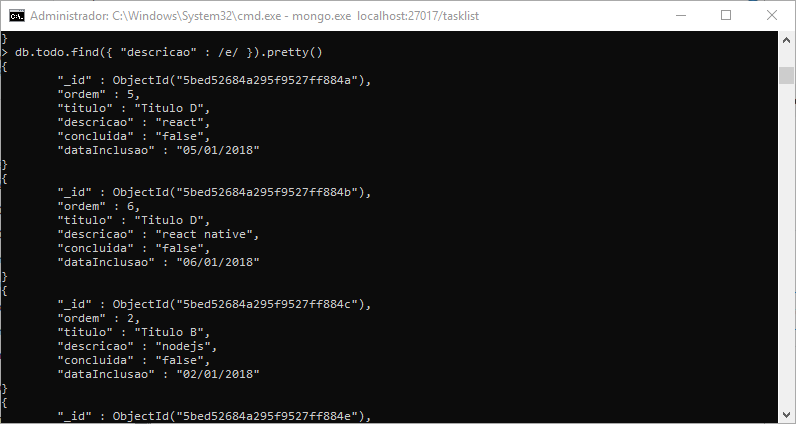 Administrador: C:\Windows\System32\cmd.exe - mongo.exe localhost:27017/tasklist
}
> db.todo.find({ "descricao" : /e/ }).pretty()
{
"_id" : ObjectId("5bed52684a295f9527ff884a"),
"ordem" : 5,
"titulo" : "Titulo D",
"descricao" : "react",
"concluida" : "false",
"dataInclusao" : "05/01/2018"
}
{
"_id" : ObjectId("5bed52684a295f9527ff884b"),
"ordem" : 6,
"titulo" : "Titulo D",
"descricao" : "react native",
"concluida" : "false",
"dataInclusao" : "06/01/2018"
}
{
"_id" : ObjectId("5bed52684a295f9527ff884c"),
"ordem" : 2,
"titulo" : "Titulo B",
"descricao" : "nodejs",
"concluida" : "false",
"dataInclusao" : "02/01/2018"
}
{
"_id" : ObjectId("5bed52684a295f9527ff884e"),